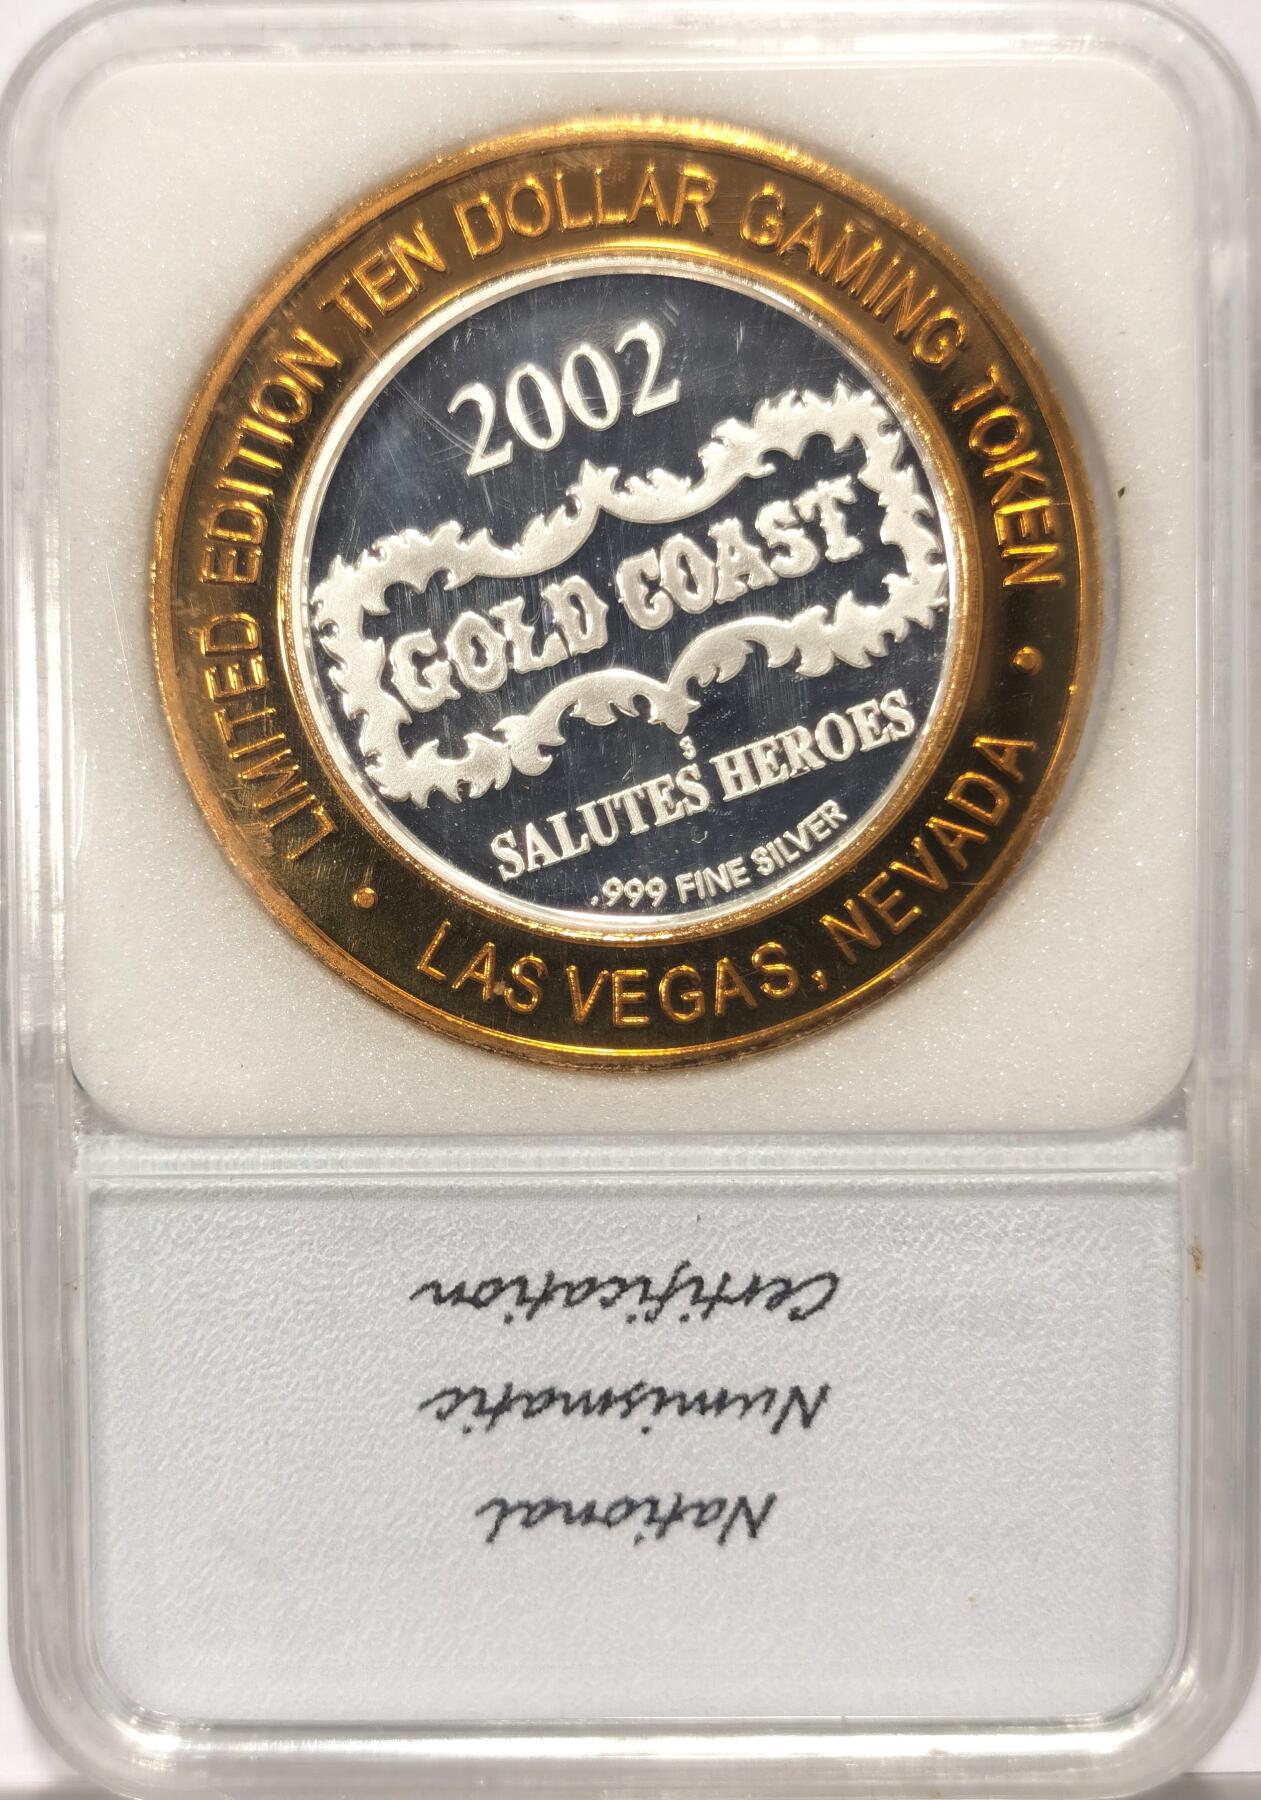 LIMITED EDITION TEN DOLLAR GAMING TOKEN
2002
GOLD COAST
S
SALUTES HEROES
.999 FINE SILVER
• LAS VEGAS, NEVADA •
National
Numismatic
Certification